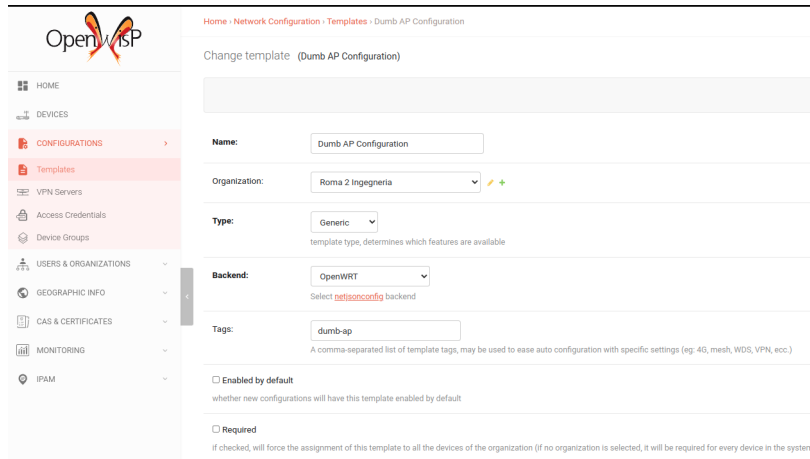 OpenWISP
Home › Network Configuration › Templates › Dumb AP Configuration
Change template (Dumb AP Configuration)
HOME
DEVICES
CONFIGURATIONS
Templates
VPN Servers
Access Credentials
Device Groups
USERS & ORGANIZATIONS
GEOGRAPHIC INFO
CAS & CERTIFICATES
MONITORING
IPAM
Name: Dumb AP Configuration
Organization: Roma 2 Ingegneria
Type: Generic
template type, determines which features are available
Backend: OpenWRT
Select netjsonconfig backend
Tags: dumb-ap
A comma-separated list of template tags, may be used to ease auto configuration with specific settings (eg: 4G, mesh, WDS, VPN, ecc.)
Enabled by default
whether new configurations will have this template enabled by default
Required
if checked, will force the assignment of this template to all the devices of the organization (if no organization is selected, it will be required for every device in the system